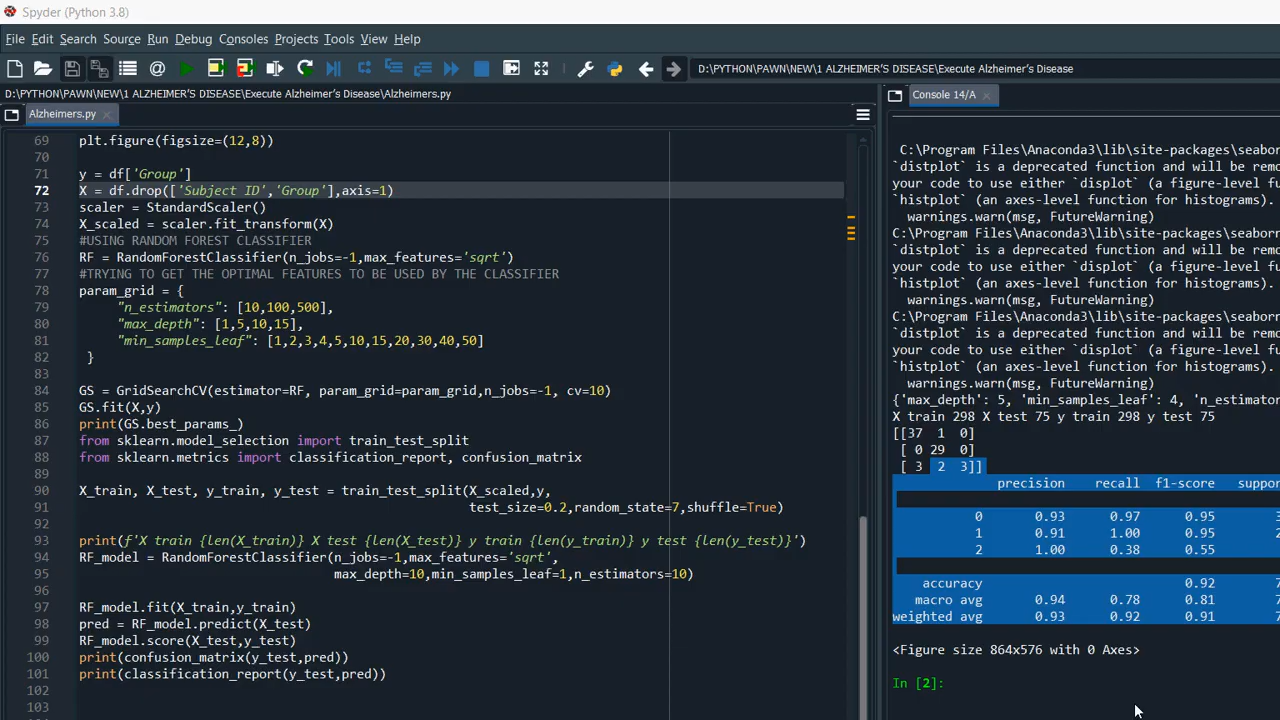 Spyder (Python 3.8)
File Edit Search Source Run Debug Consoles Projects Tools View Help
D:\PYTHON\PAWN\NEW\1 ALZHEIMER'S DISEASE\Execute Alzheimer's Disease
D:\PYTHON\PAWN\NEW\1 ALZHEIMER'S DISEASE\Execute Alzheimer's Disease\Alzheimers.py
Alzheimers.py
69 plt.figure(figsize=(12,8))
70
71 y = df['Group']
72 X = df.drop(['Subject ID','Group'],axis=1)
73 scaler = StandardScaler()
74 X_scaled = scaler.fit_transform(X)
75 #USING RANDOM FOREST CLASSIFIER
76 RF = RandomForestClassifier(n_jobs=-1,max_features='sqrt')
77 #TRYING TO GET THE OPTIMAL FEATURES TO BE USED BY THE CLASSIFIER
78 param_grid = {
79 "n_estimators": [10,100,500],
80 "max_depth": [1,5,10,15],
81 "min_samples_leaf": [1,2,3,4,5,10,15,20,30,40,50]
82 }
83
84 GS = GridSearchCV(estimator=RF, param_grid=param_grid,n_jobs=-1, cv=10)
85 GS.fit(X,y)
86 print(GS.best_params_)
87 from sklearn.model_selection import train_test_split
88 from sklearn.metrics import classification_report, confusion_matrix
89
90 X_train, X_test, y_train, y_test = train_test_split(X_scaled,y,
91 test_size=0.2,random_state=7,shuffle=True)
92
93 print(f'X train {len(X_train)} X test {len(X_test)} y train {len(y_train)} y test {len(y_test)}')
94 RF_model = RandomForestClassifier(n_jobs=-1,max_features='sqrt',
95 max_depth=10,min_samples_leaf=1,n_estimators=10)
96
97 RF_model.fit(X_train,y_train)
98 pred = RF_model.predict(X_test)
99 RF_model.score(X_test,y_test)
100 print(confusion_matrix(y_test,pred))
101 print(classification_report(y_test,pred))
102
103
Console 14/A
C:\Program Files\Anaconda3\lib\site-packages\seabor
`distplot` is a deprecated function and will be remo
your code to use either `displot` (a figure-level fu
`histplot` (an axes-level function for histograms).
warnings.warn(msg, FutureWarning)
C:\Program Files\Anaconda3\lib\site-packages\seaborn
`distplot` is a deprecated function and will be remo
your code to use either `displot` (a figure-level fu
`histplot` (an axes-level function for histograms).
warnings.warn(msg, FutureWarning)
C:\Program Files\Anaconda3\lib\site-packages\seaborn
`distplot` is a deprecated function and will be remo
your code to use either `displot` (a figure-level fu
`histplot` (an axes-level function for histograms).
warnings.warn(msg, FutureWarning)
{'max_depth': 5, 'min_samples_leaf': 4, 'n_estimator
X train 298 X test 75 y train 298 y test 75
[[37 1 0]
[ 0 29 0]
[ 3 2 3]]
precision recall f1-score suppor
0 0.93 0.97 0.95 3
1 0.91 1.00 0.95 2
2 1.00 0.38 0.55
accuracy 0.92 7
macro avg 0.94 0.78 0.81 7
weighted avg 0.93 0.92 0.91 7
<Figure size 864x576 with 0 Axes>
In [2]: